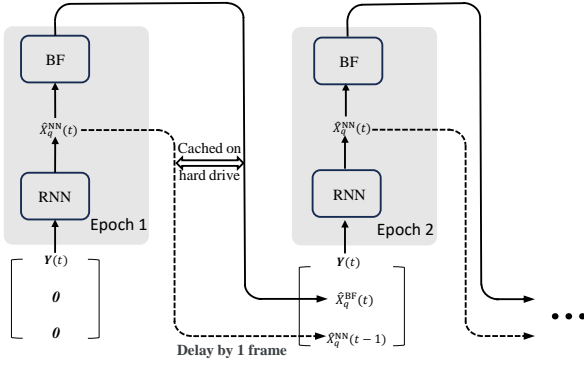 BF
X̂_q^NN(t)
RNN
Epoch 1
Y(t)
0
0
Cached on
hard drive
Delay by 1 frame
BF
X̂_q^NN(t)
RNN
Epoch 2
Y(t)
X̂_q^BF(t)
X̂_q^NN(t−1)
...